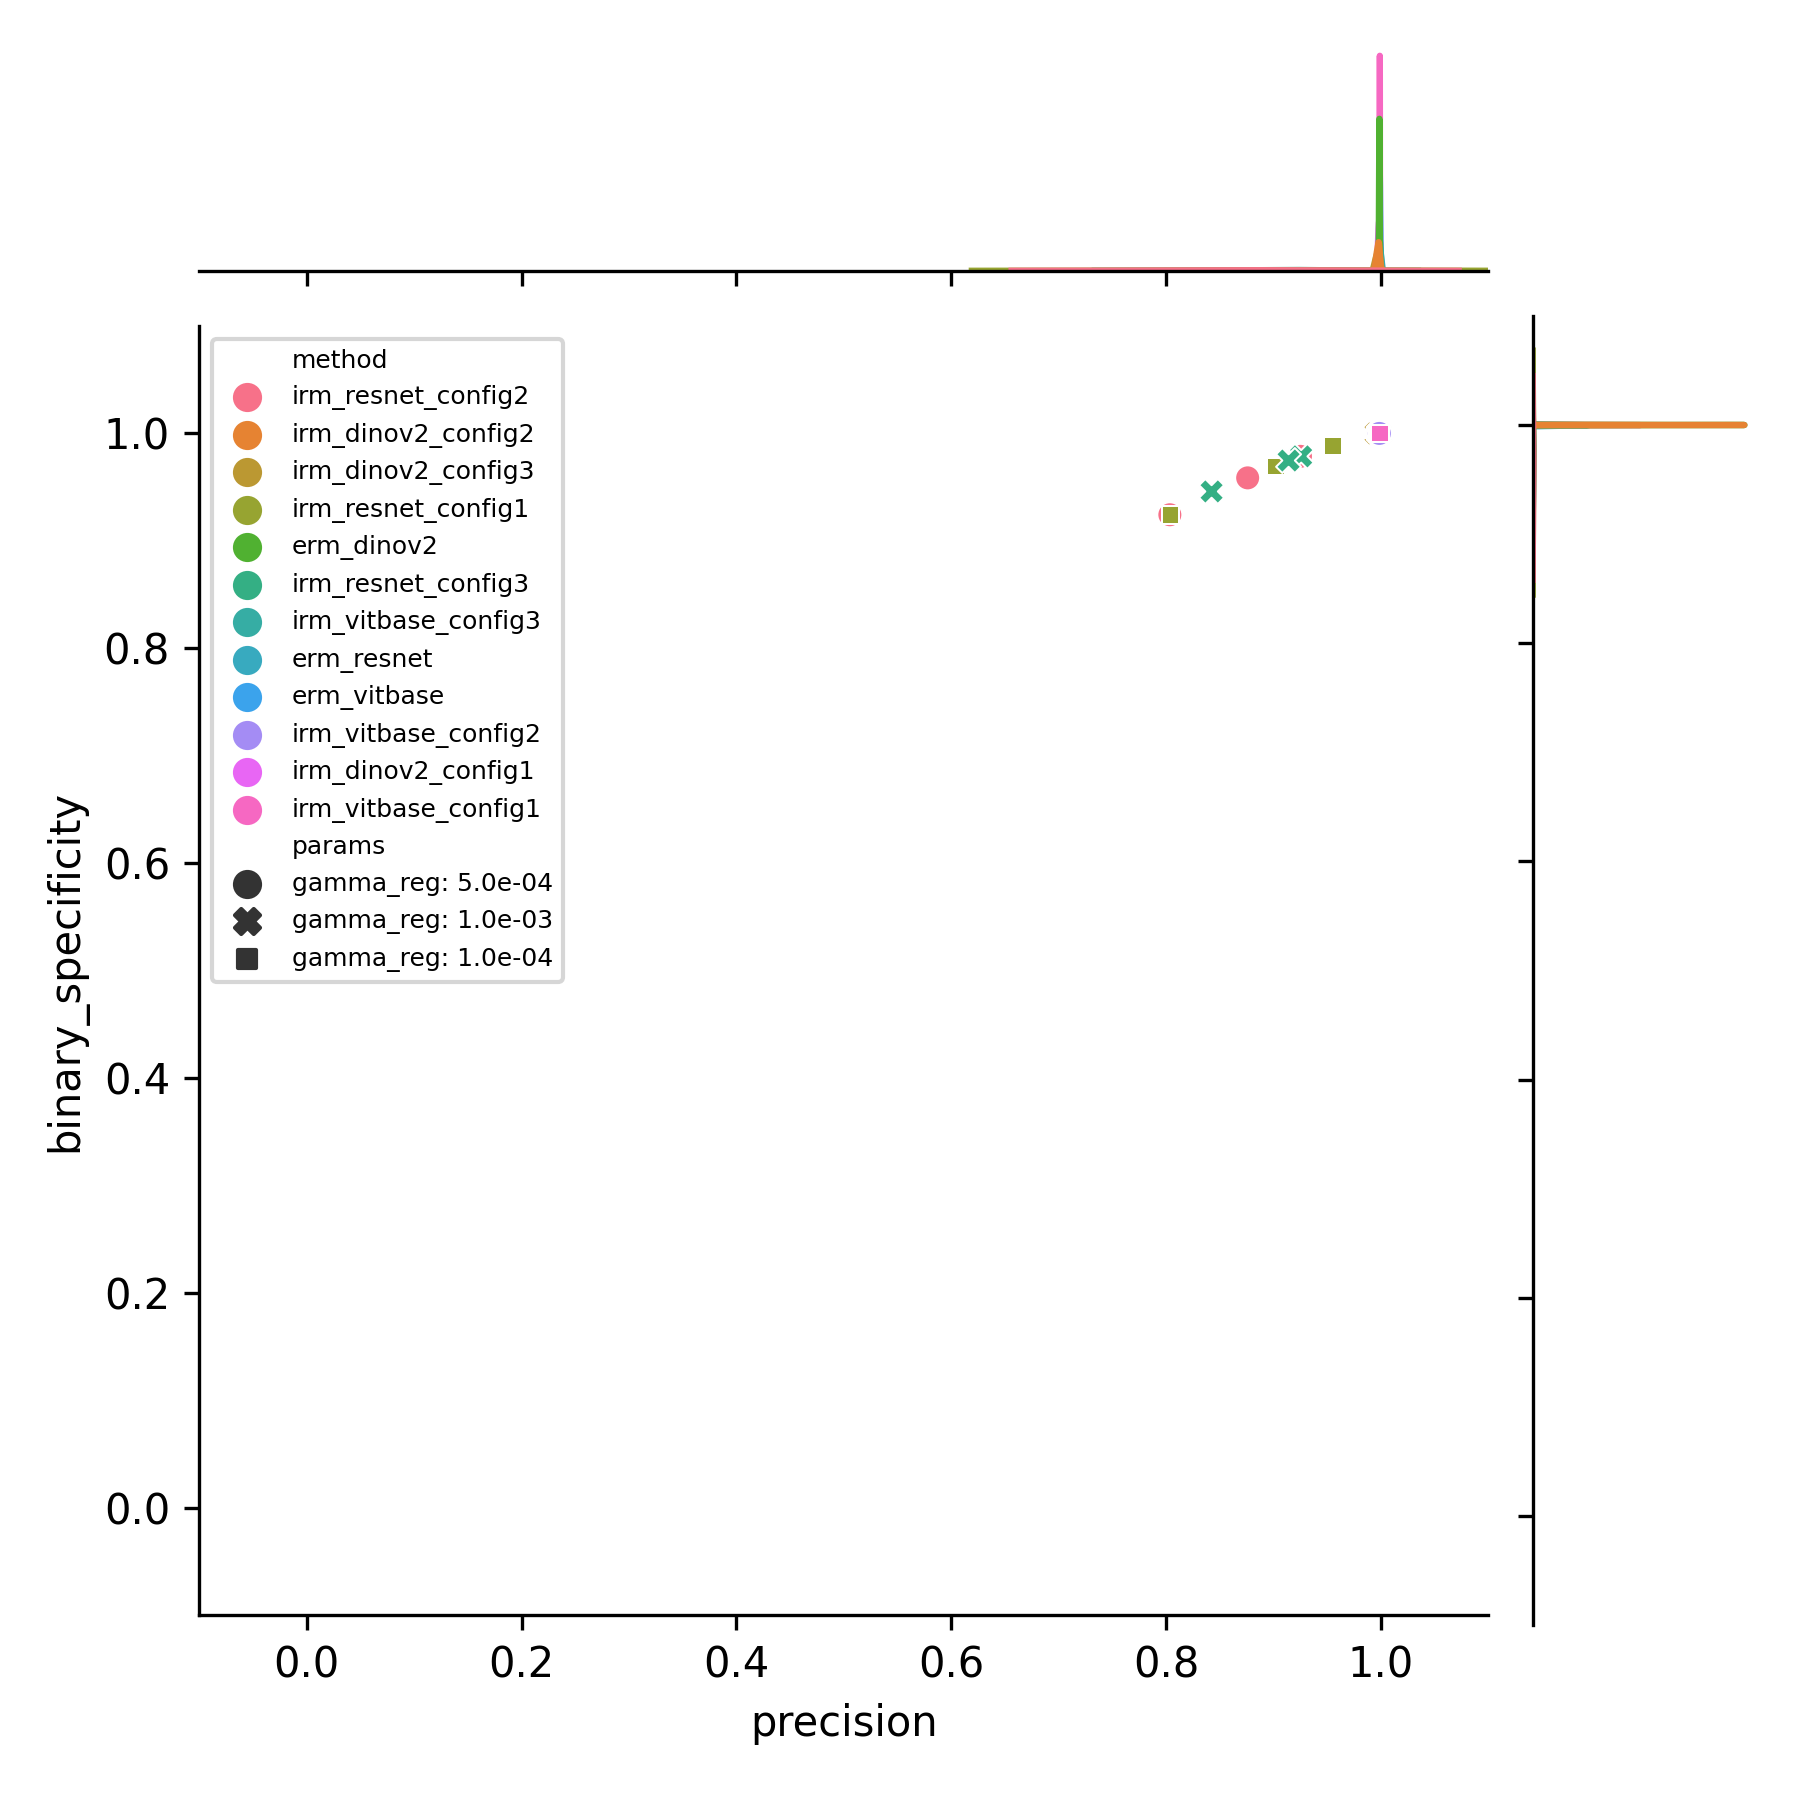 method
irm_resnet_config2
irm_dinov2_config2
irm_dinov2_config3
irm_resnet_config1
erm_dinov2
irm_resnet_config3
irm_vitbase_config3
erm_resnet
erm_vitbase
irm_vitbase_config2
irm_dinov2_config1
irm_vitbase_config1
params
gamma_reg: 5.0e-04
gamma_reg: 1.0e-03
gamma_reg: 1.0e-04
1.0
0.8
0.6
0.4
0.2
0.0
binary_specificity
0.0 0.2 0.4 0.6 0.8 1.0
precision